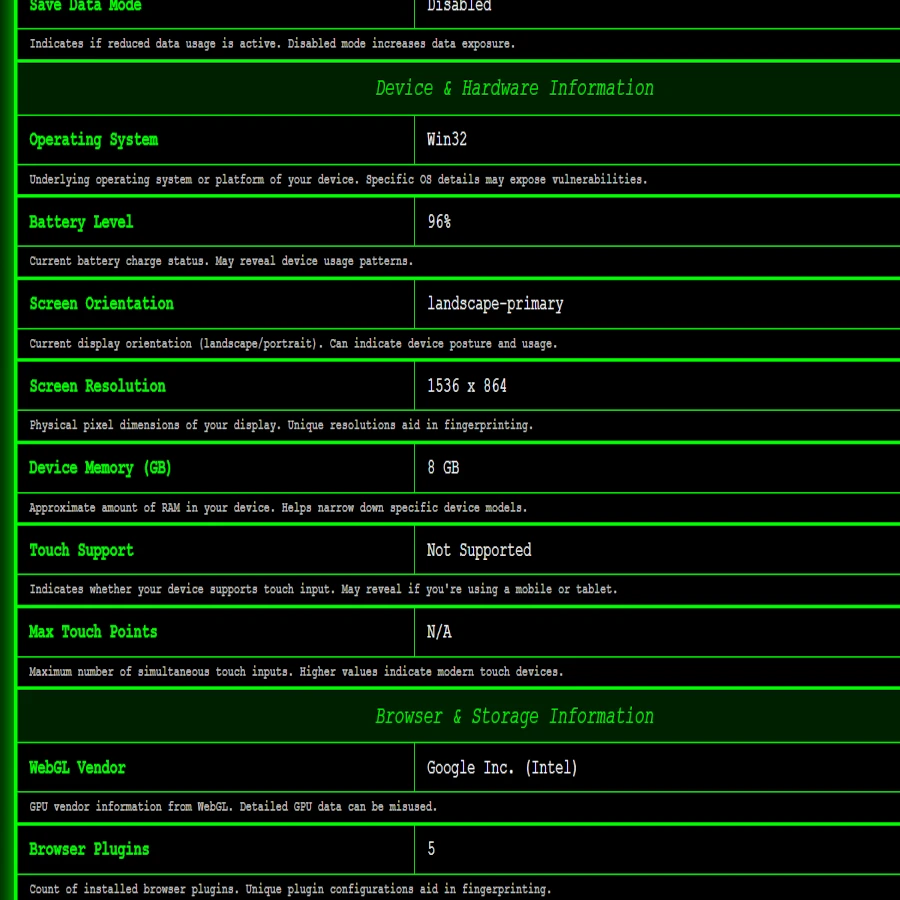 Save Data Mode Disabled
Indicates if reduced data usage is active. Disabled mode increases data exposure.
Device & Hardware Information
Operating System Win32
Underlying operating system or platform of your device. Specific OS details may expose vulnerabilities.
Battery Level 96%
Current battery charge status. May reveal device usage patterns.
Screen Orientation landscape-primary
Current display orientation (landscape/portrait). Can indicate device posture and usage.
Screen Resolution 1536 x 864
Physical pixel dimensions of your display. Unique resolutions aid in fingerprinting.
Device Memory (GB) 8 GB
Approximate amount of RAM in your device. Helps narrow down specific device models.
Touch Support Not Supported
Indicates whether your device supports touch input. May reveal if you're using a mobile or tablet.
Max Touch Points N/A
Maximum number of simultaneous touch inputs. Higher values indicate modern touch devices.
Browser & Storage Information
WebGL Vendor Google Inc. (Intel)
GPU vendor information from WebGL. Detailed GPU data can be misused.
Browser Plugins 5
Count of installed browser plugins. Unique plugin configurations aid in fingerprinting.